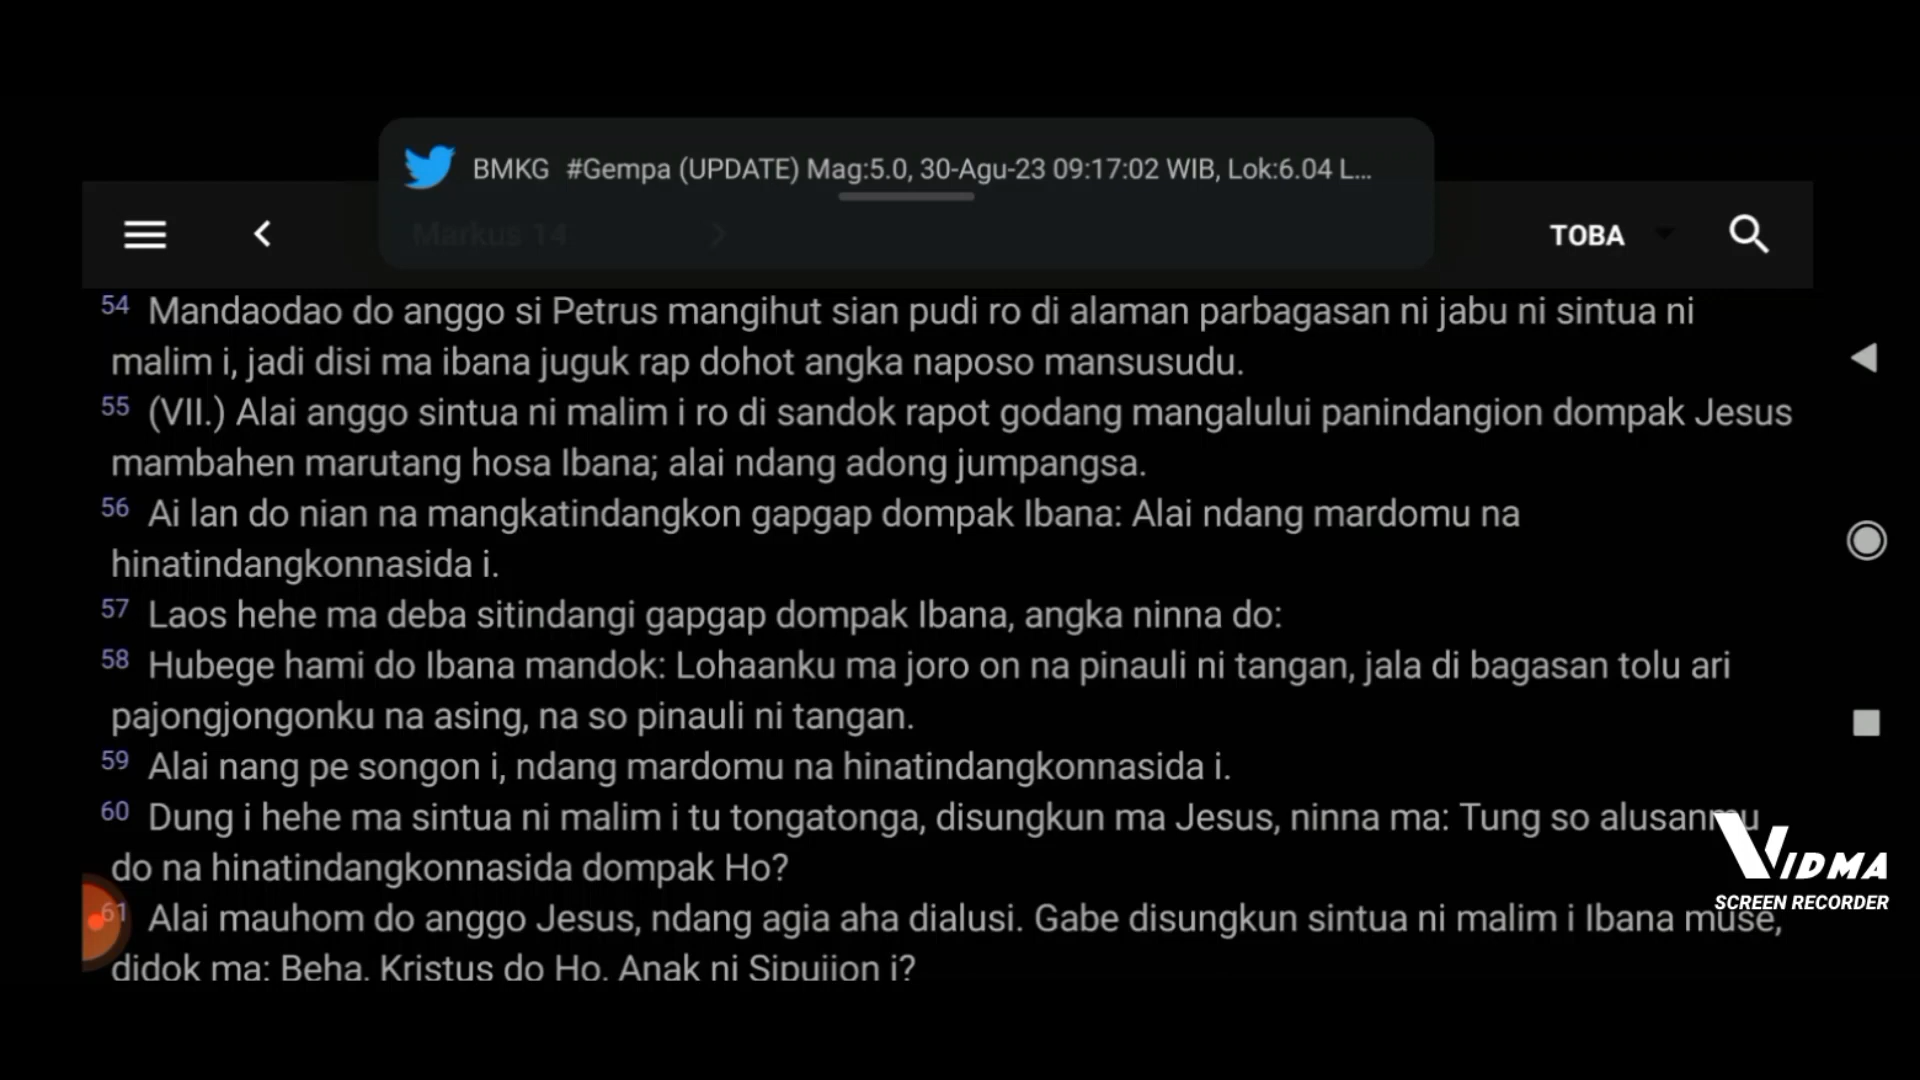 BMKG #Gempa (UPDATE) Mag:5.0, 30-Agu-23 09:17:02 WIB, Lok:6.04 L...
Markus 14
TOBA
54 Mandaodao do anggo si Petrus mangihut sian pudi ro di alaman parbagasan ni jabu ni sintua ni
malim i, jadi disi ma ibana juguk rap dohot angka naposo mansusudu.
55 (VII.) Alai anggo sintua ni malim i ro di sandok rapot godang mangalului panindangion dompak Jesus
mambahen marutang hosa Ibana; alai ndang adong jumpangsa.
56 Ai lan do nian na mangkatindangkon gapgap dompak Ibana: Alai ndang mardomu na
hinatindangkonnasida i.
57 Laos hehe ma deba sitindangi gapgap dompak Ibana, angka ninna do:
58 Hubege hami do Ibana mandok: Lohaanku ma joro on na pinauli ni tangan, jala di bagasan tolu ari
pajongjongonku na asing, na so pinauli ni tangan.
59 Alai nang pe songon i, ndang mardomu na hinatindangkonnasida i.
60 Dung i hehe ma sintua ni malim i tu tongatonga, disungkun ma Jesus, ninna ma: Tung so alusanmu
do na hinatindangkonnasida dompak Ho?
61 Alai mauhom do anggo Jesus, ndang agia aha dialusi. Gabe disungkun sintua ni malim i Ibana muse,
didok ma: Beha, Kristus do Ho, Anak ni Sipujion i?
VIDMA
SCREEN RECORDER